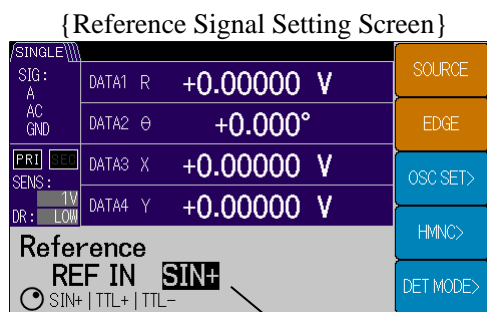 {Reference Signal Setting Screen}
SINGLE
SIG:
A
AC
GND
DATA1 R +0.00000 V
DATA2 θ +0.000°
DATA3 X +0.00000 V
DATA4 Y +0.00000 V
PRI SEC
SENS:
1V
DR: LOW
Reference
REF IN SIN+
SIN+ | TTL+ | TTL-
SOURCE
EDGE
OSC SET>
HMNC>
DET MODE>